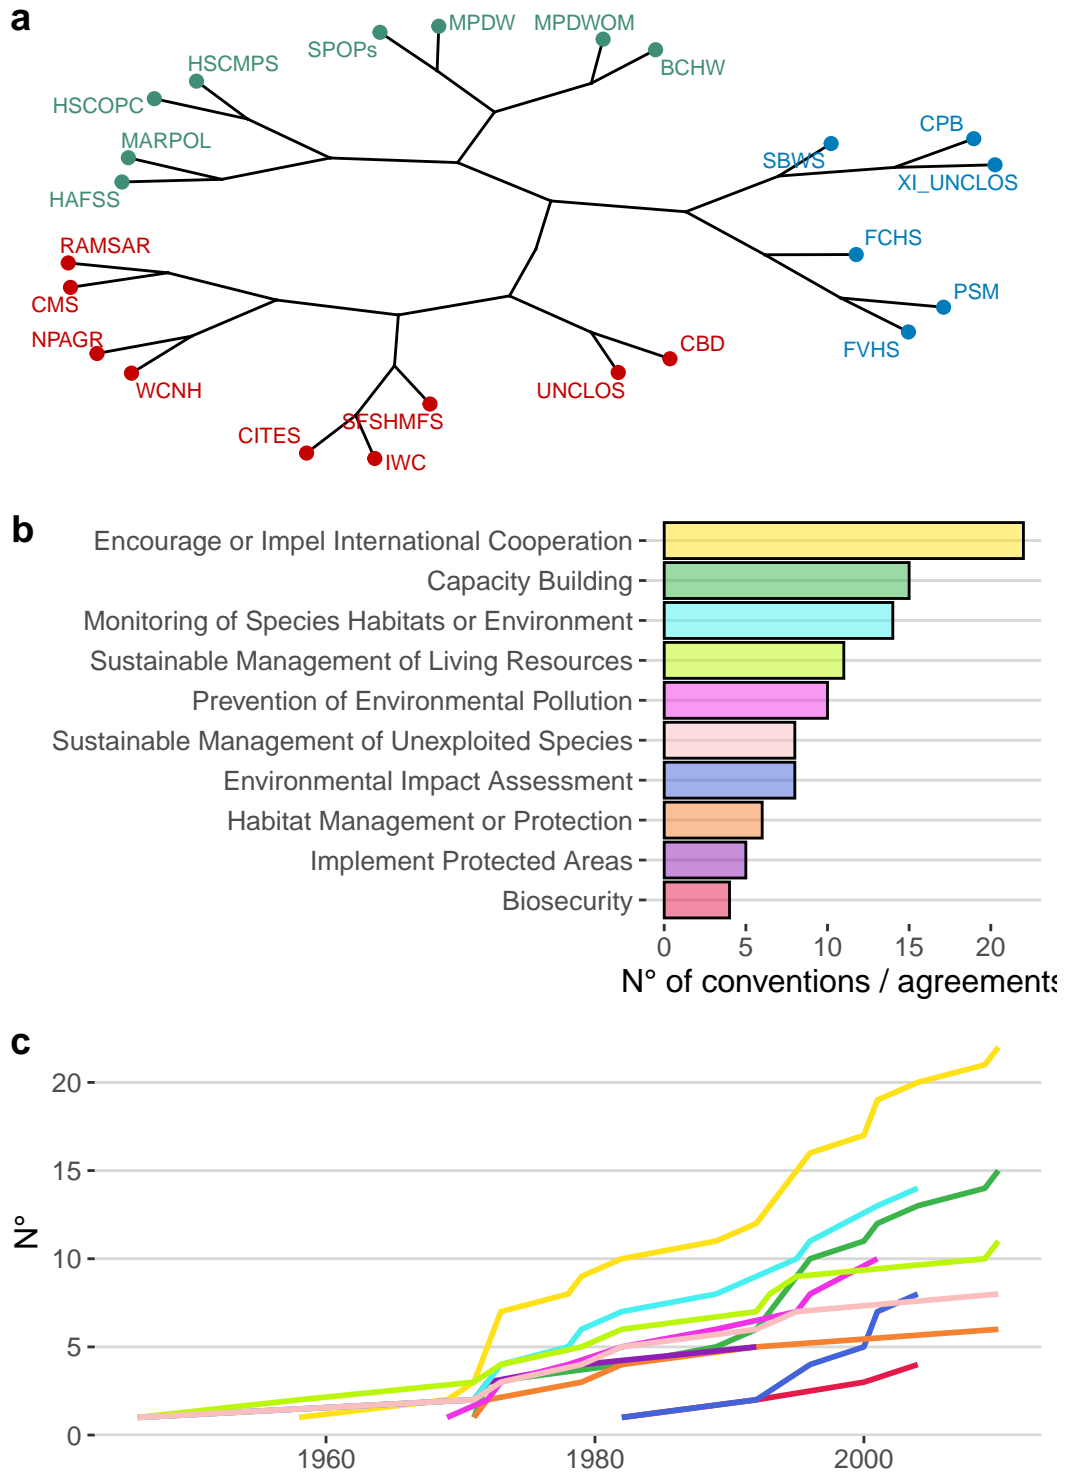 a
MPDW
MPDWOM
SPOPs
HSCMPS
BCHW
HSCOPC
CPB
MARPOL
SBWS
XI_UNCLOS
HAFSS
FCHS
RAMSAR
PSM
CMS
NPAGR
CBD
FVHS
WCNH
UNCLOS
SFSHMFS
CITES
IWC
b
Encourage or Impel International Cooperation
Capacity Building
Monitoring of Species Habitats or Environment
Sustainable Management of Living Resources
Prevention of Environmental Pollution
Sustainable Management of Unexploited Species
Environmental Impact Assessment
Habitat Management or Protection
Implement Protected Areas
Biosecurity
0 5 10 15 20
N° of conventions / agreements
c
20
15
10
5
0
N°
1960 1980 2000